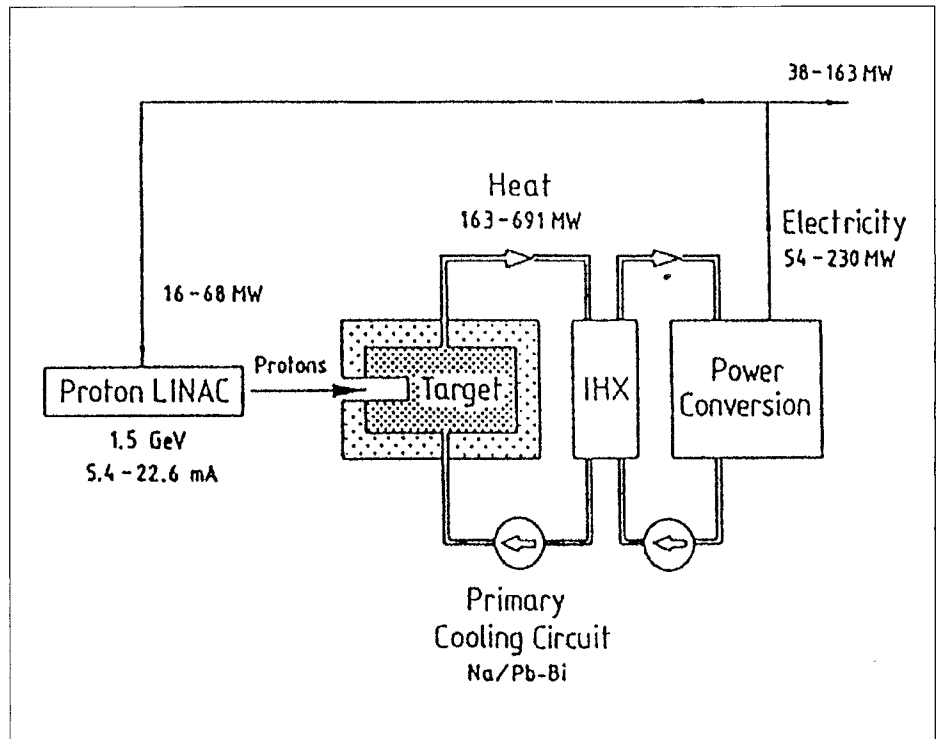 38-163 MW
Heat
163-691 MW
Electricity
54-230 MW
16-68 MW
Protons
Proton LINAC
Target
IHX
Power
Conversion
1.5 GeV
5.4-22.6 mA
Primary
Cooling Circuit
Na/Pb-Bi